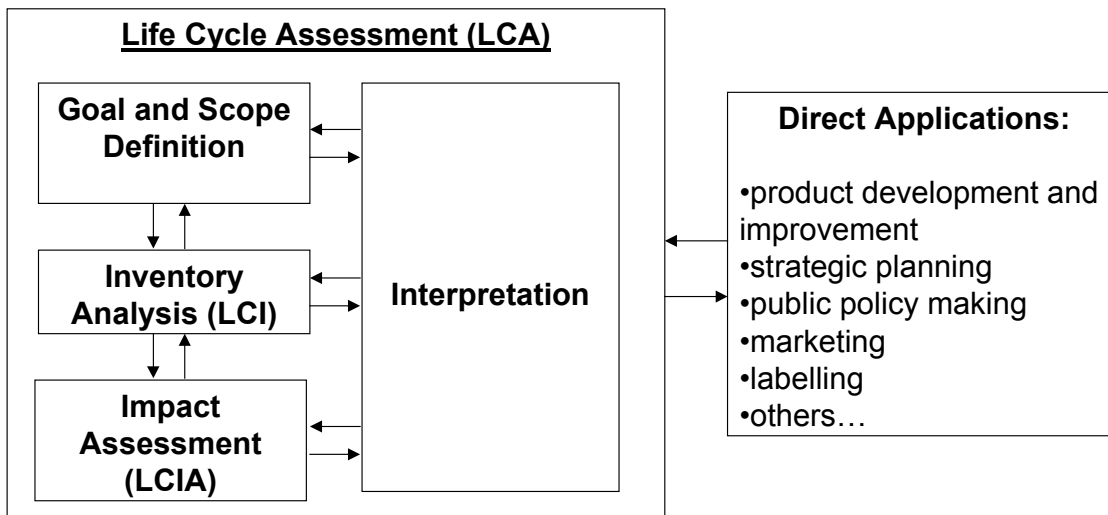 Life Cycle Assessment (LCA)
Goal and Scope
Definition
Inventory
Analysis (LCI)
Impact
Assessment
(LCIA)
Interpretation
Direct Applications:
•product development and
improvement
•strategic planning
•public policy making
•marketing
•labelling
•others…